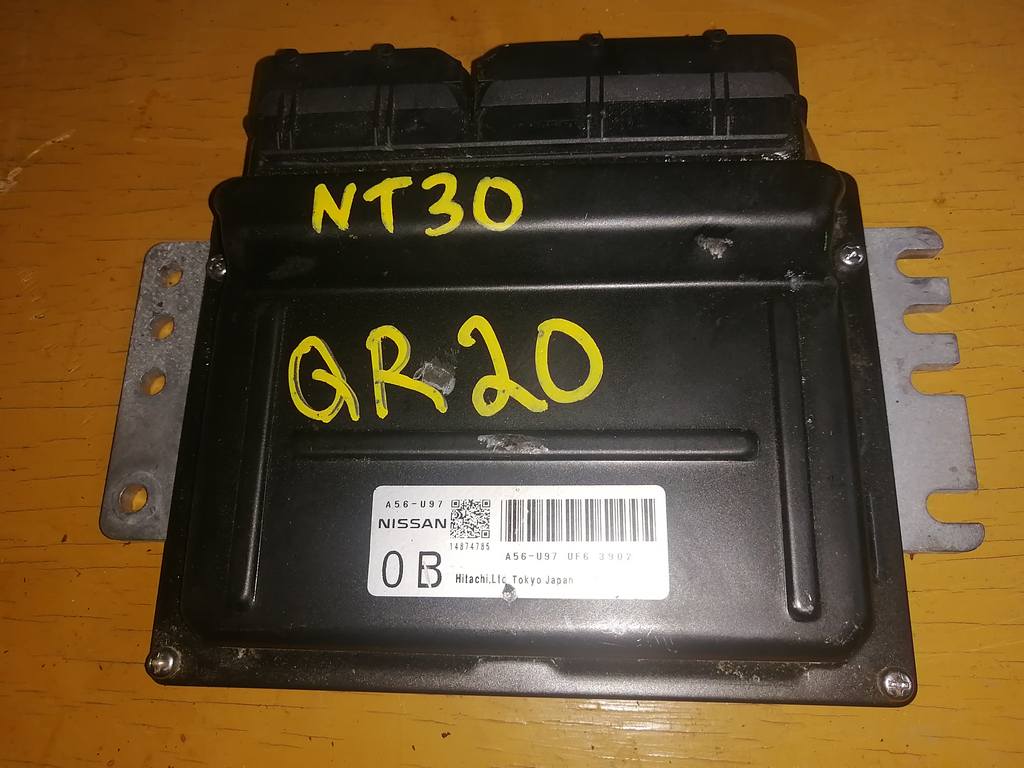 NT30
QR20
A56-U97
NISSAN
14874785
A56-U97 UF6 3902
0B
Hitachi,Ltd. Tokyo Japan